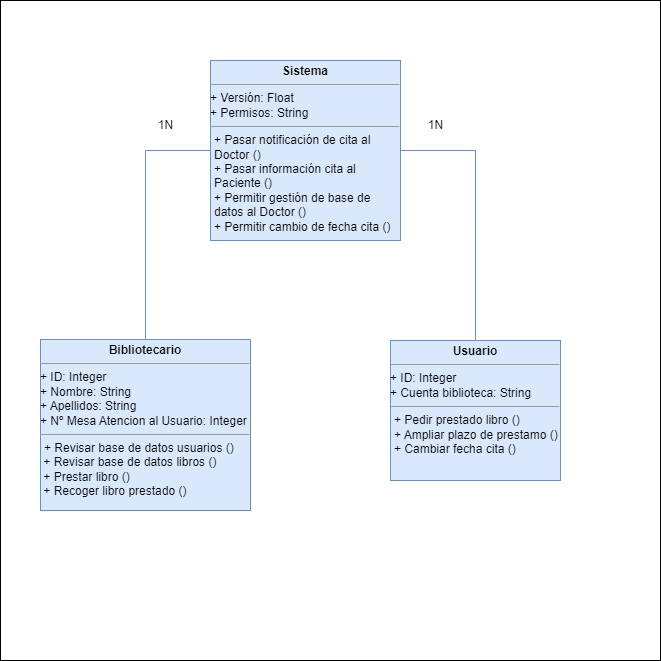 Sistema
+ Versión: Float
+ Permisos: String
1N
1N
+ Pasar notificación de cita al
Doctor ()
+ Pasar información cita al
Paciente ()
+ Permitir gestión de base de
datos al Doctor ()
+ Permitir cambio de fecha cita ()
Bibliotecario
+ ID: Integer
+ Nombre: String
+ Apellidos: String
+ Nº Mesa Atencion al Usuario: Integer
+ Revisar base de datos usuarios ()
+ Revisar base de datos libros ()
+ Prestar libro ()
+ Recoger libro prestado ()
Usuario
+ ID: Integer
+ Cuenta biblioteca: String
+ Pedir prestado libro ()
+ Ampliar plazo de prestamo ()
+ Cambiar fecha cita ()